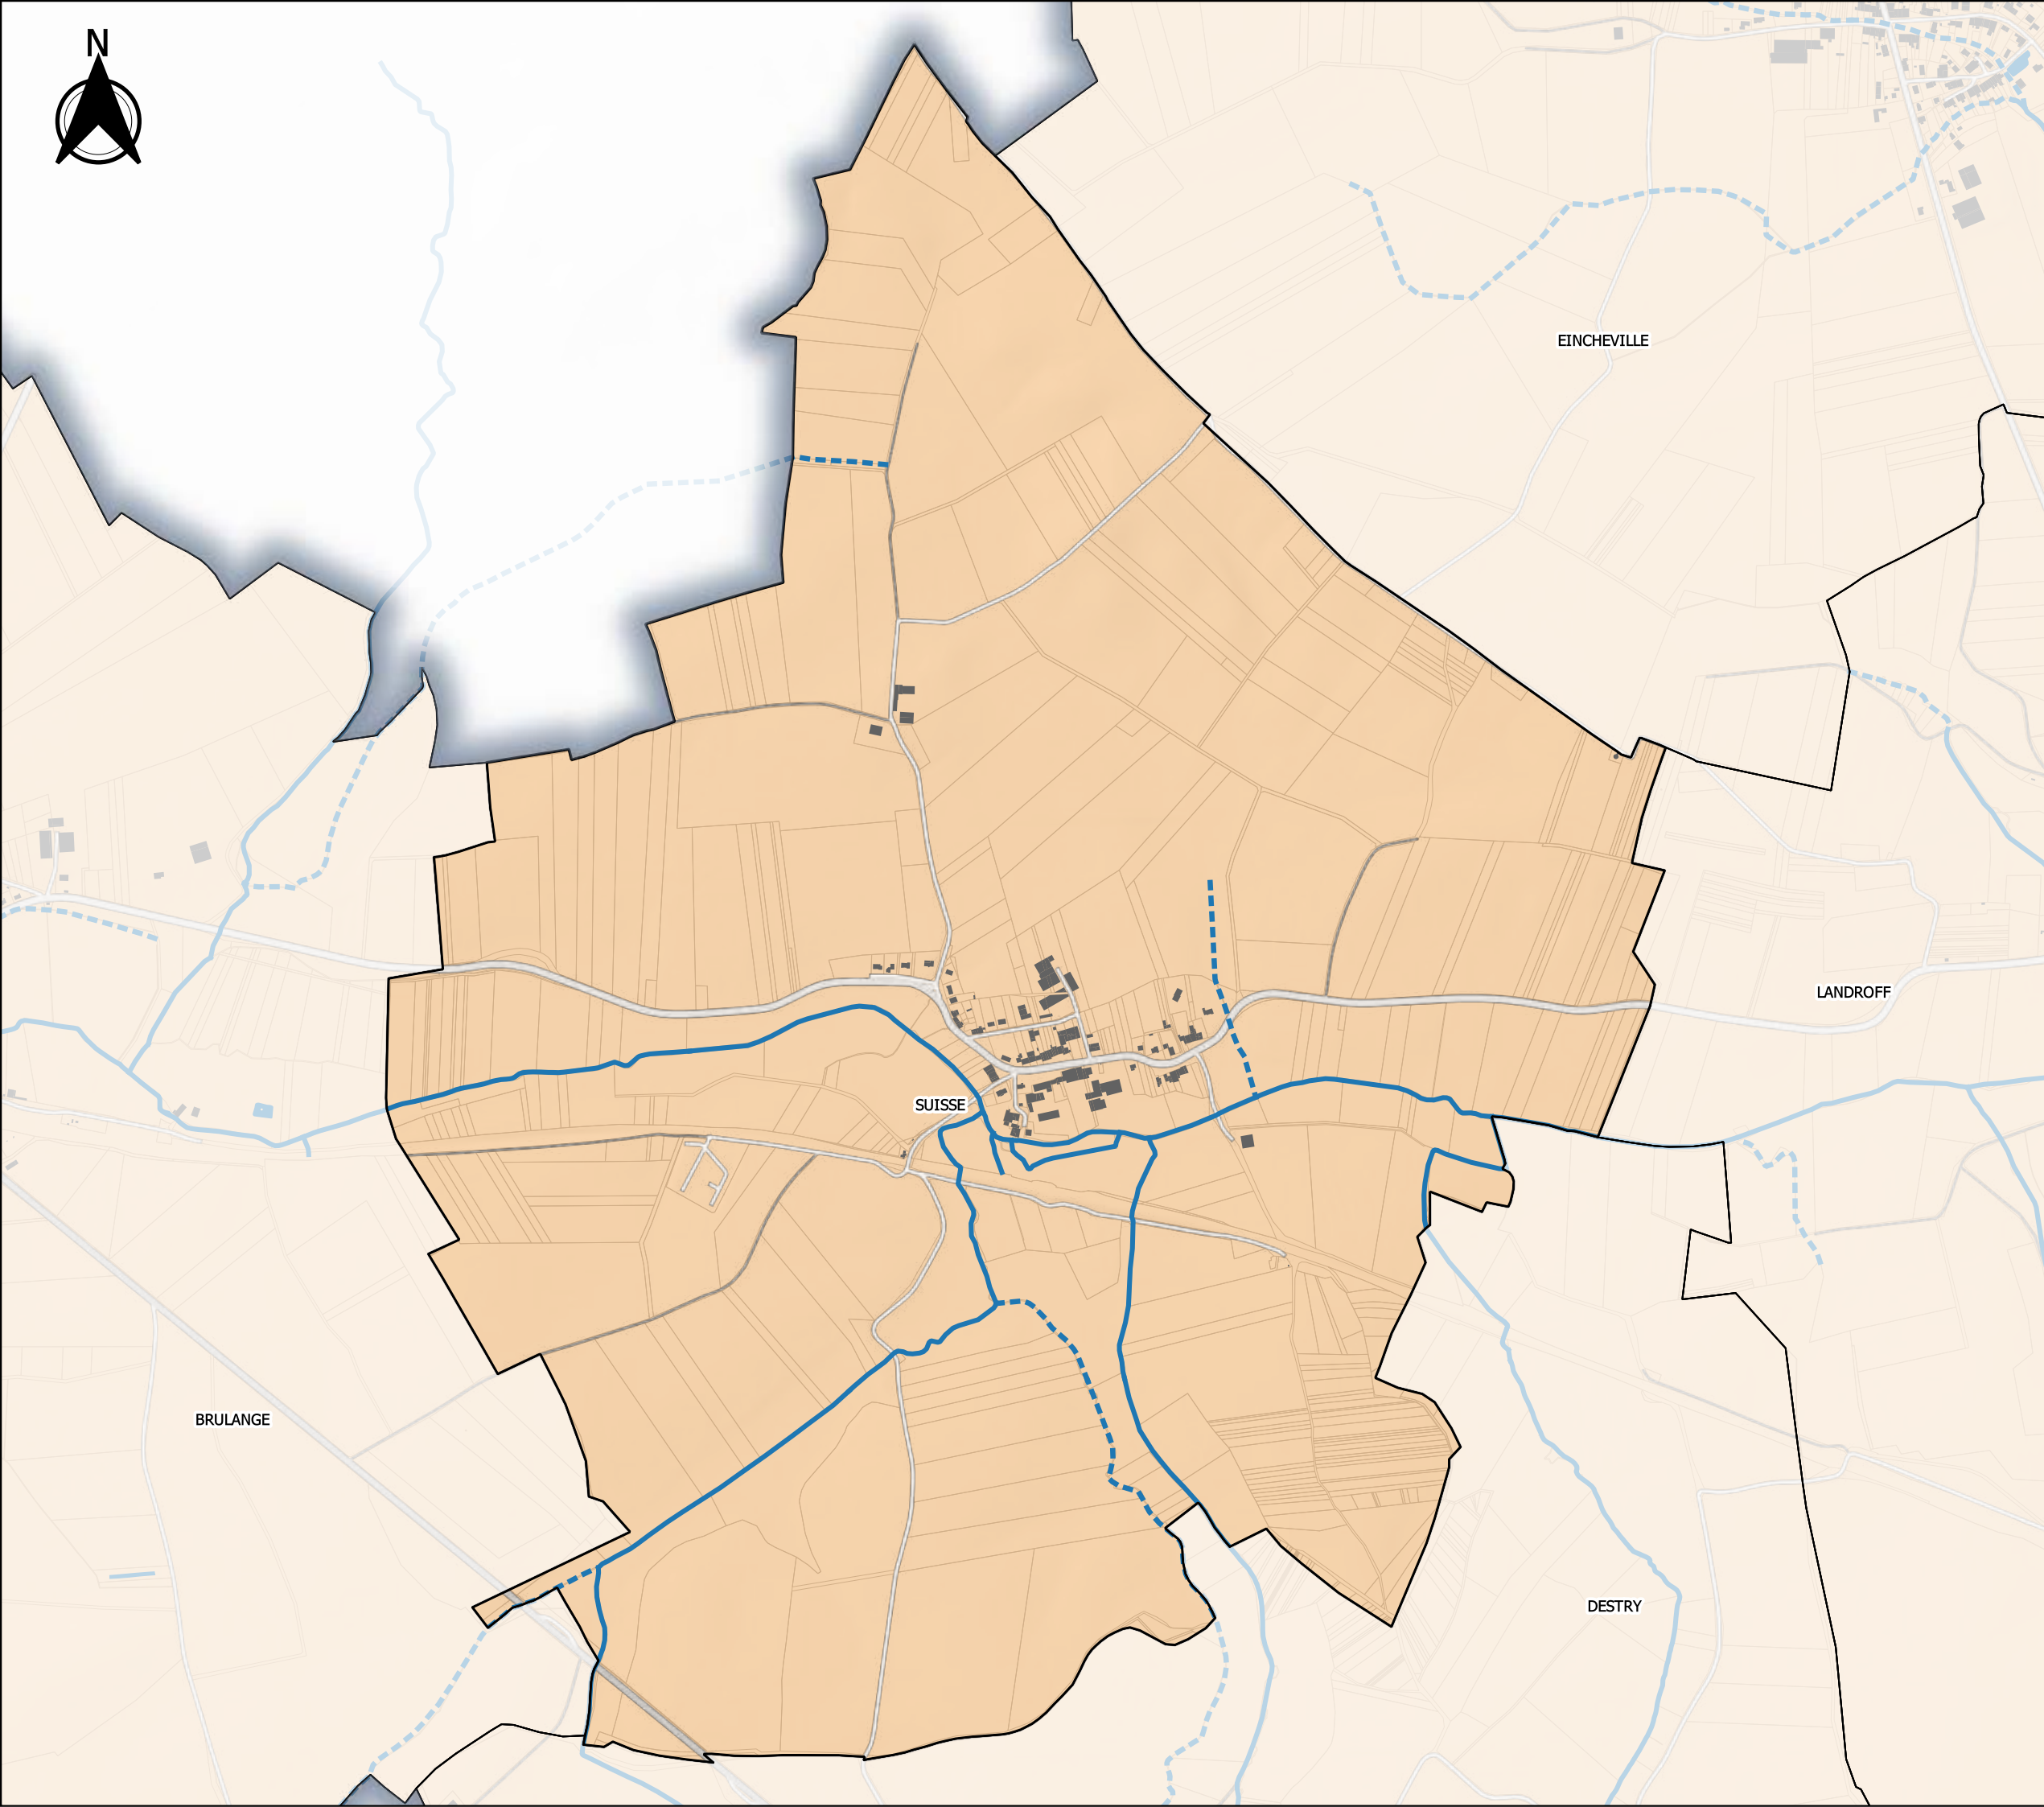 N
EINCHEVILLE
LANDROFF
SUISSE
BRULANGE
DESTRY